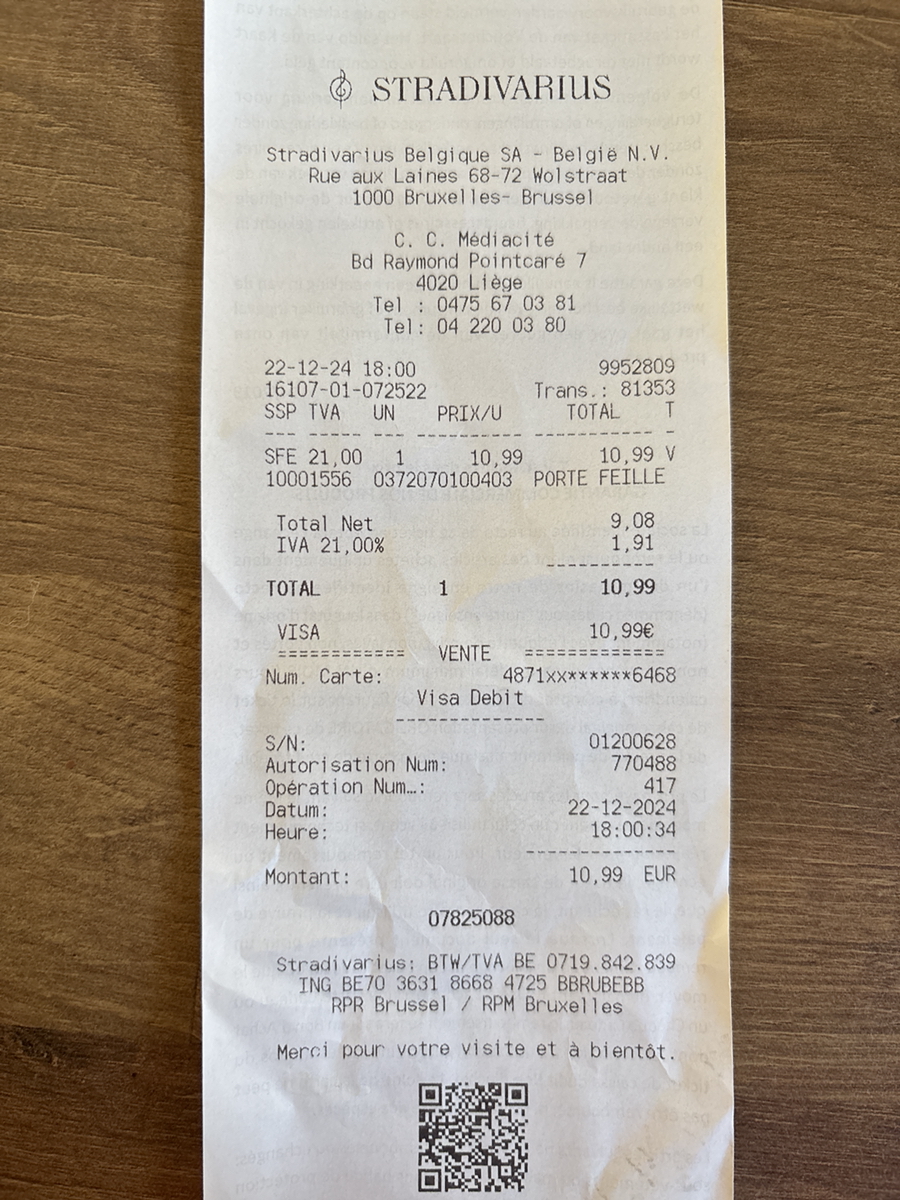 STRADIVARIUS
Stradivarius Belgique SA - België N.V.
Rue aux Laines 68-72 Wolstraat
1000 Bruxelles- Brussel
C. C. Médiacité
Bd Raymond Pointcaré 7
4020 Liège
Tel : 0475 67 03 81
Tel: 04 220 03 80
22-12-24 18:00 9952809
16107-01-072522 Trans.: 81353
SSP TVA UN PRIX/U TOTAL T
--- ----- --- --------- ----------- -
SFE 21,00 1 10,99 10,99 V
10001556 0372070100403 PORTE FEILLE
Total Net 9,08
IVA 21,00% 1,91
------------
TOTAL 1 10,99
VISA 10,99€
============ VENTE =============
Num. Carte: 4871xx******6468
Visa Debit
--------------
S/N: 01200628
Autorisation Num: 770488
Opération Num…: 417
Datum: 22-12-2024
Heure: 18:00:34
--------------
Montant: 10,99 EUR
07825088
Stradivarius: BTW/TVA BE 0719.842.839
ING BE70 3631 8668 4725 BBRUBEBB
RPR Brussel / RPM Bruxelles
Merci pour votre visite et à bientôt.